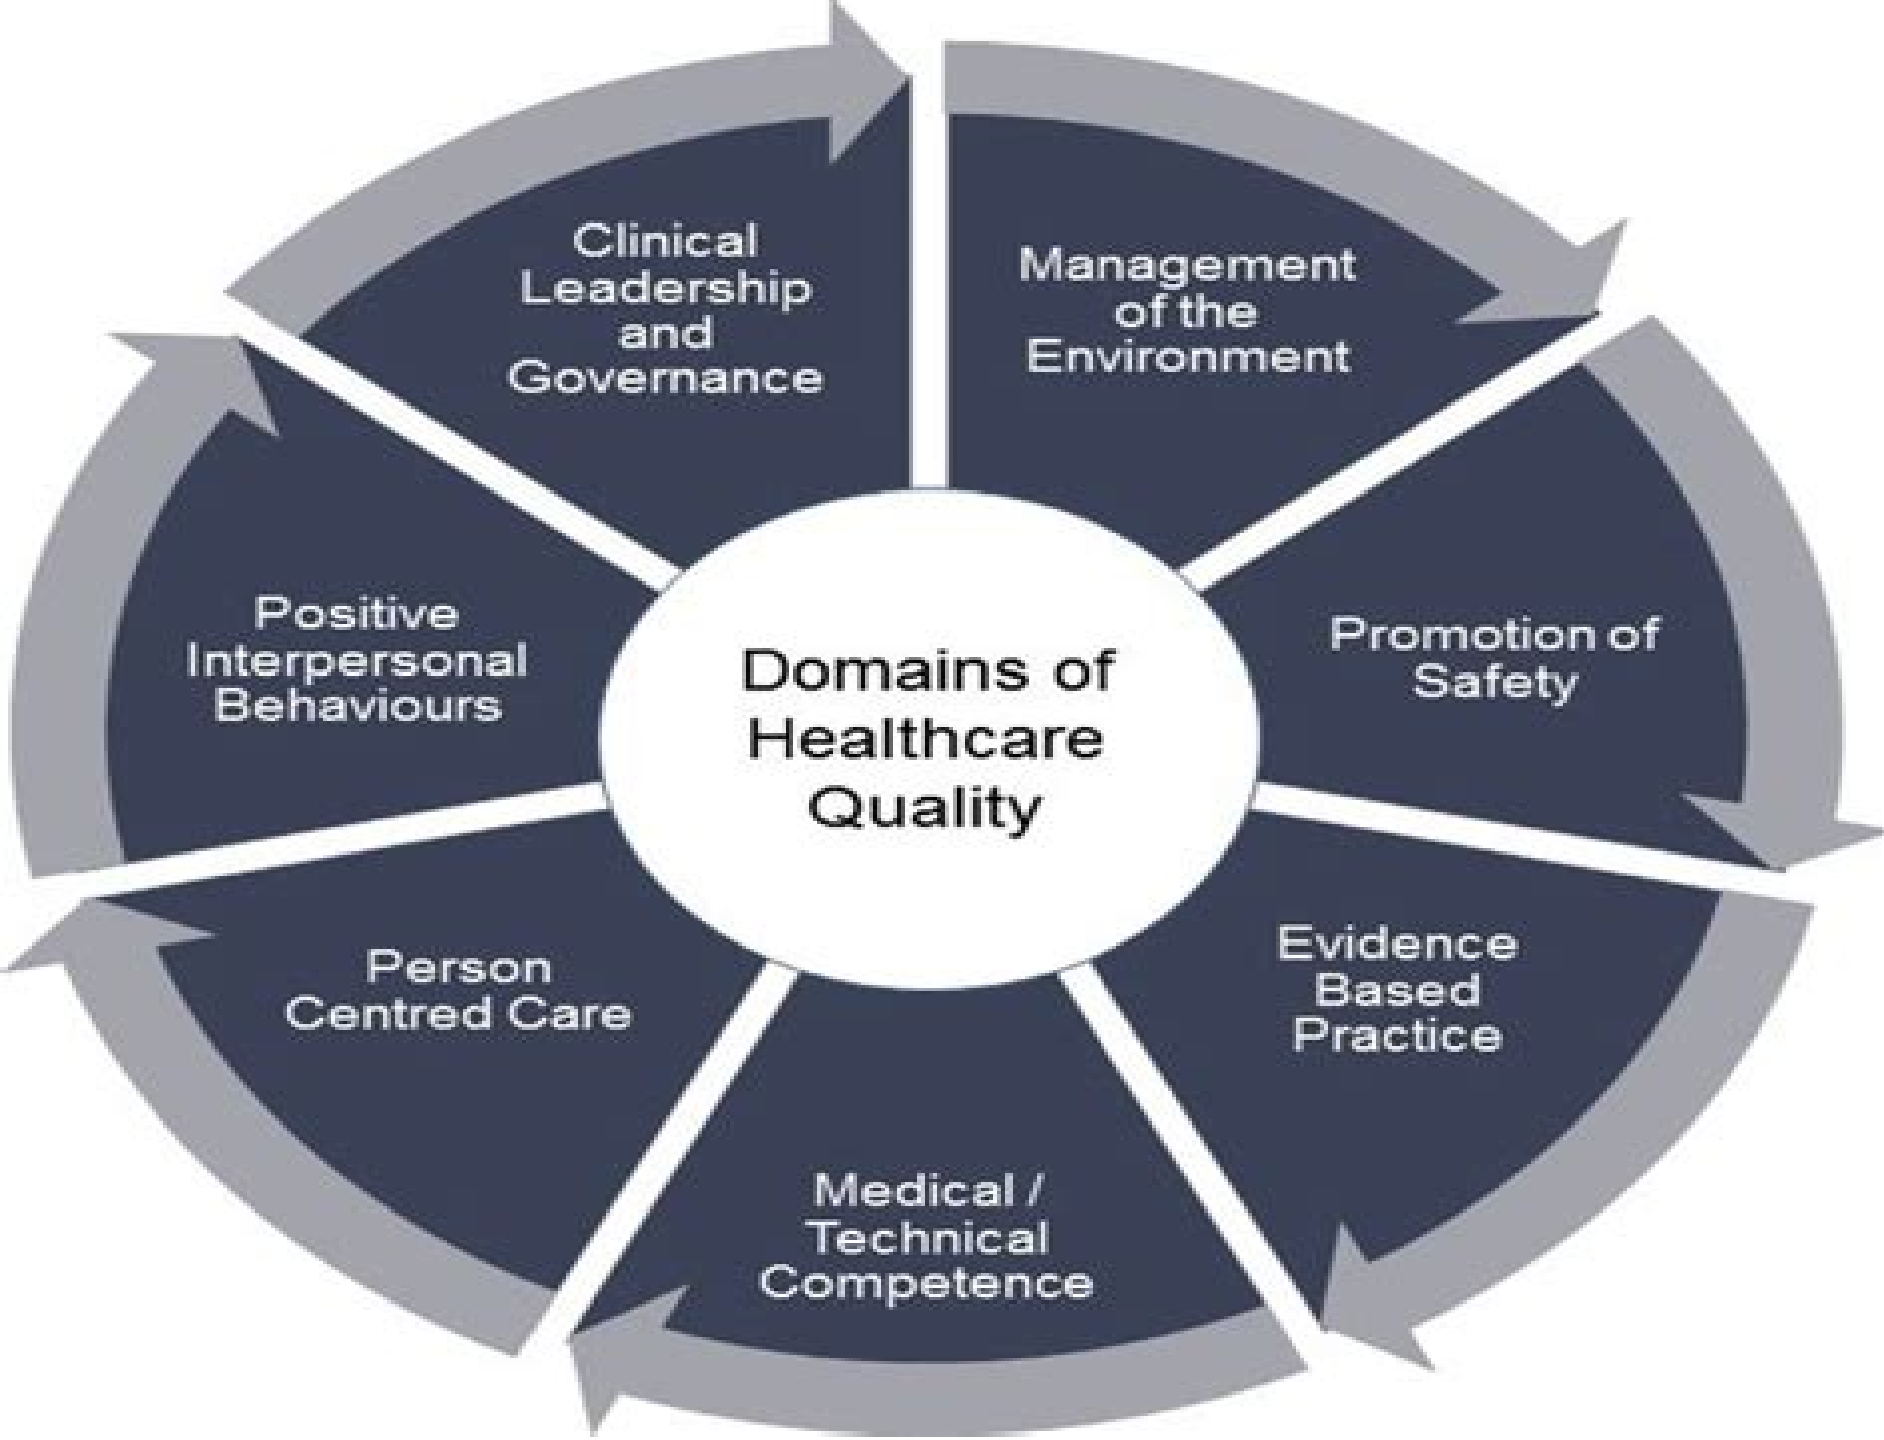 Clinical
Leadership
and
Governance
Management
of the
Environment
Promotion of
Safety
Evidence
Based
Practice
Medical /
Technical
Competence
Person
Centred Care
Positive
Interpersonal
Behaviours
Domains of
Healthcare
Quality